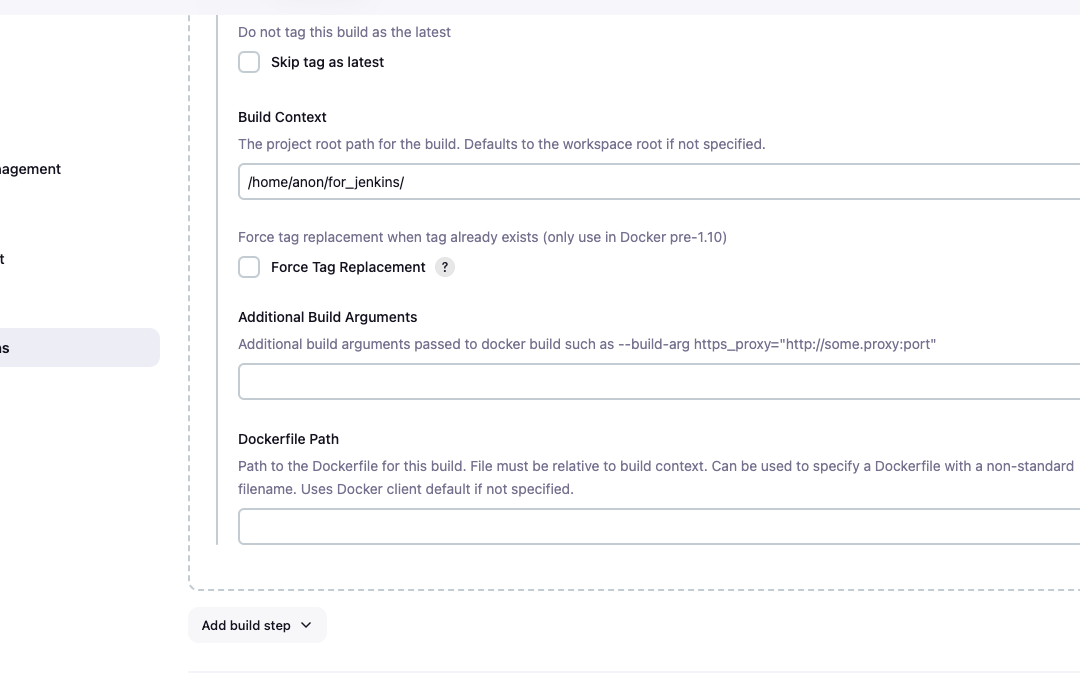 Do not tag this build as the latest
Skip tag as latest
Build Context
The project root path for the build. Defaults to the workspace root if not specified.
agement
/home/anon/for_jenkins/
Force tag replacement when tag already exists (only use in Docker pre-1.10)
t
Force Tag Replacement ?
Additional Build Arguments
Additional build arguments passed to docker build such as --build-arg https_proxy="http://some.proxy:port"
s
Dockerfile Path
Path to the Dockerfile for this build. File must be relative to build context. Can be used to specify a Dockerfile with a non-standard
filename. Uses Docker client default if not specified.
Add build step